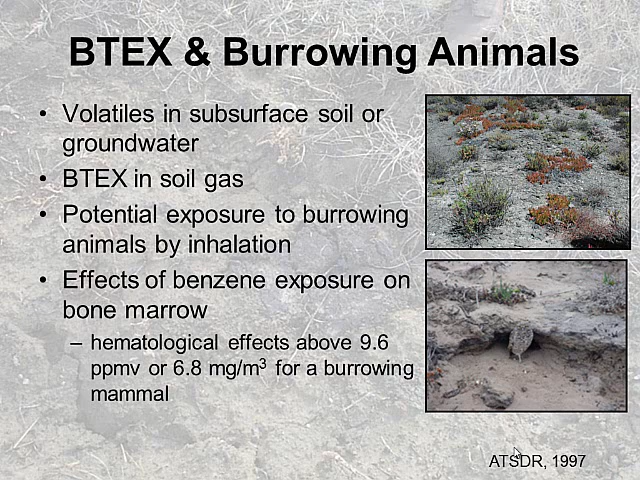 BTEX & Burrowing Animals
• Volatiles in subsurface soil or
groundwater
• BTEX in soil gas
• Potential exposure to burrowing
animals by inhalation
• Effects of benzene exposure on
bone marrow
– hematological effects above 9.6
ppmv or 6.8 mg/m³ for a burrowing
mammal
ATSDR, 1997